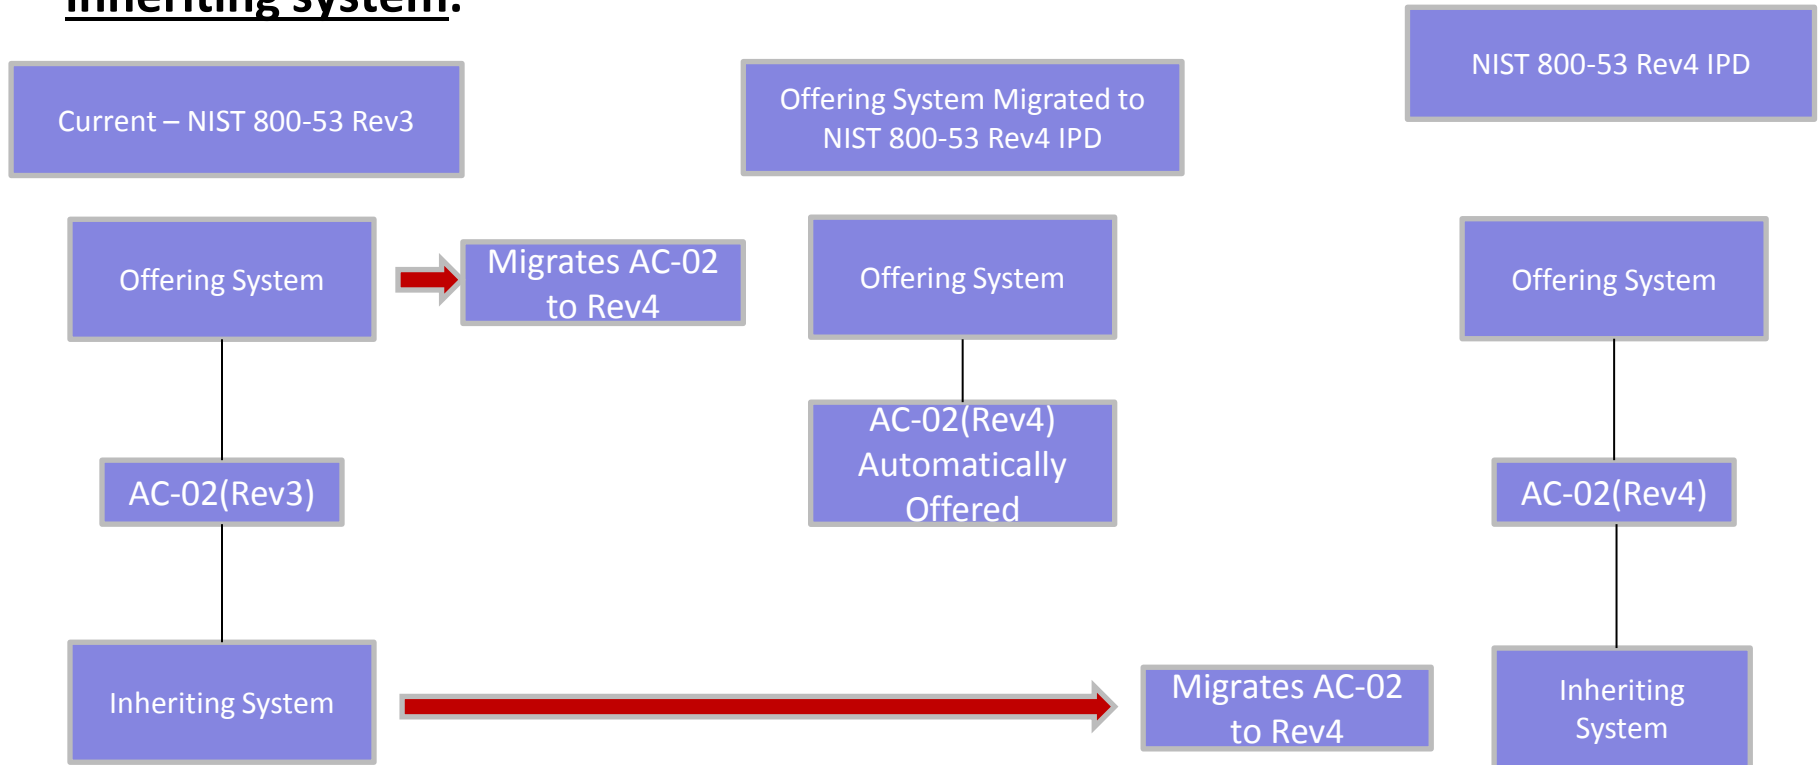 inheriting system.
NIST 800-53 Rev4 IPD
Current – NIST 800-53 Rev3
Offering System Migrated to
NIST 800-53 Rev4 IPD
Offering System
Migrates AC-02
to Rev4
Offering System
Offering System
AC-02(Rev3)
AC-02(Rev4)
Automatically
Offered
AC-02(Rev4)
Inheriting System
Migrates AC-02
to Rev4
Inheriting
System